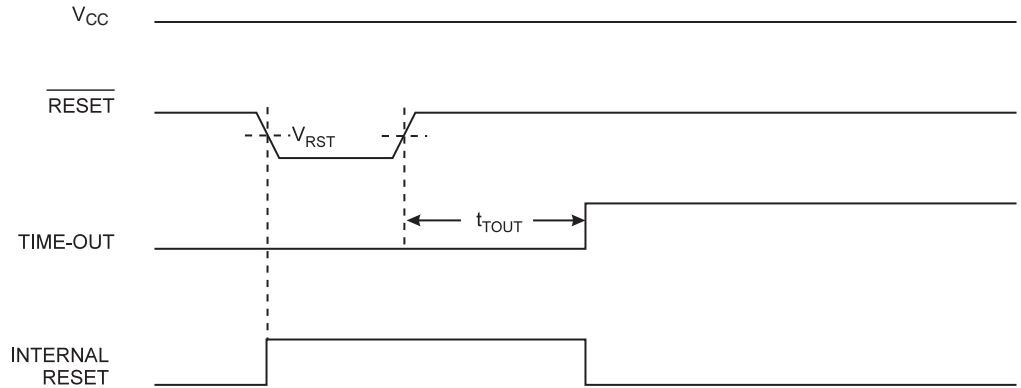 VCC
RESET
VRST
tTOUT
TIME-OUT
INTERNAL
RESET